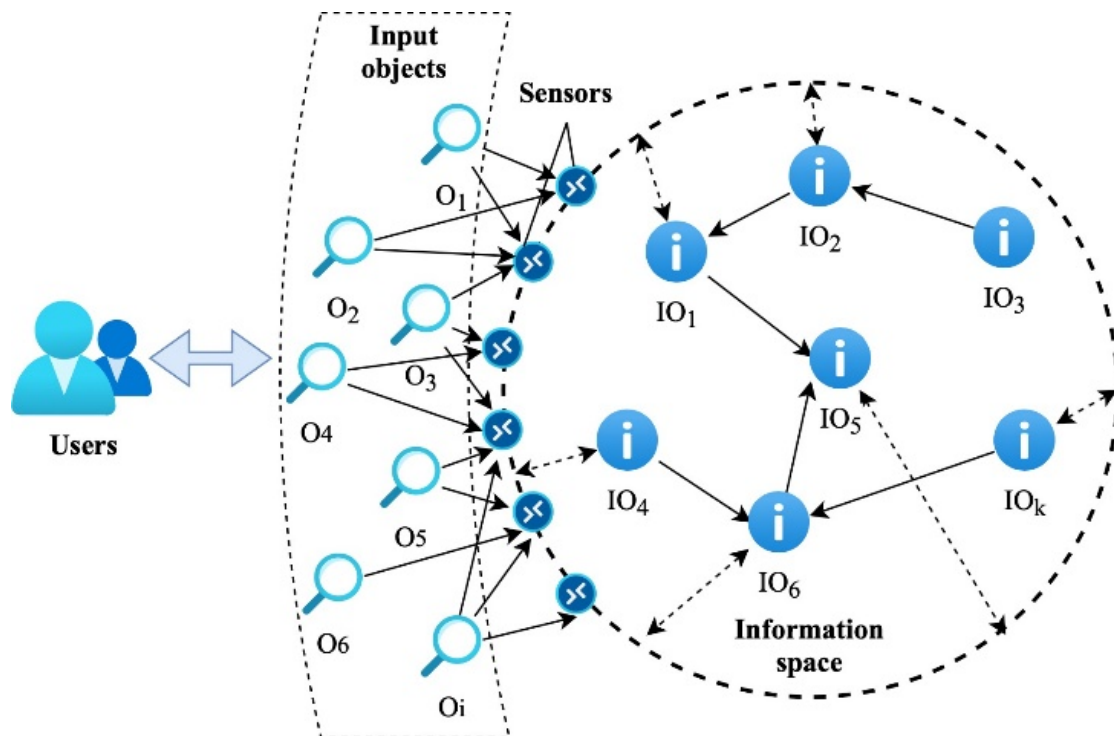 Input
objects
Sensors
O₁
O₂
O₃
O4
O5
O6
Oi
Users
IO₁
IO₂
IO₃
IO₄
IO₅
IO₆
IOₖ
Information
space